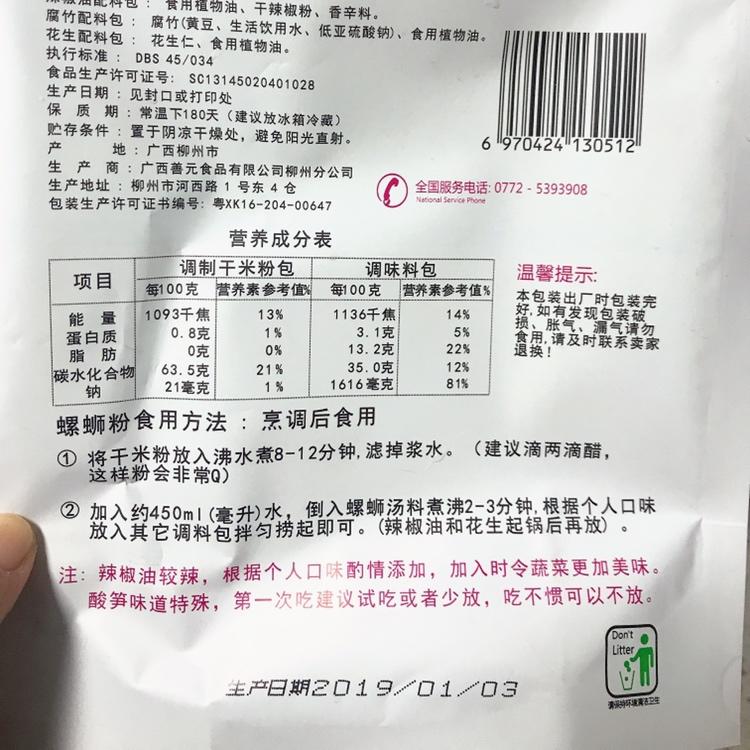 辣椒油配料包: 食用植物油、干辣椒粉、香辛料。
腐竹配料包: 腐竹(黄豆、生活饮用水、低亚硫酸钠)、食用植物油。
花生配料包: 花生仁、食用植物油。
执行标准: DBS 45/034
食品生产许可证号: SC13145020401028
生产日期: 见封口或打印处
保 质 期: 常温下180天 (建议放冰箱冷藏)
贮存条件: 置于阴凉干燥处, 避免阳光直射。
产 地: 广西柳州市
生 产 商: 广西善元食品有限公司柳州分公司
生产地址: 柳州市河西路 1 号东 4 仓
包装生产许可证书编号: 粤XK16-204-00647
6 970424 130512
全国服务电话: 0772 - 5393908
National Service Phone
营养成分表
项目 调制干米粉包 调味料包
每100克 营养素参考值% 每100克 营养素参考值%
能 量 1093千焦 13% 1136千焦 14%
蛋白质 0.8克 1% 3.1克 5%
脂 肪 0克 0% 13.2克 22%
碳水化合物 63.5克 21% 35.0克 12%
钠 21毫克 1% 1616毫克 81%
温馨提示:
本包装出厂时包装完
好,如有发现包装破
损、胀气、漏气请勿
食用,请及时联系卖家
退换!
螺蛳粉食用方法 : 烹调后食用
① 将干米粉放入沸水煮8-12分钟,滤掉浆水。(建议滴两滴醋,
这样粉会非常Q)
② 加入约450ml(毫升)水, 倒入螺蛳汤料煮沸2-3分钟,根据个人口味
放入其它调料包拌匀捞起即可。(辣椒油和花生起锅后再放) 。
注: 辣椒油较辣, 根据个人口味酌情添加, 加入时令蔬菜更加美味。
酸笋味道特殊, 第一次吃建议试吃或者少放, 吃不惯可以不放。
Don't
Litter
请保持环境清洁卫生
生产日期2019/01/03